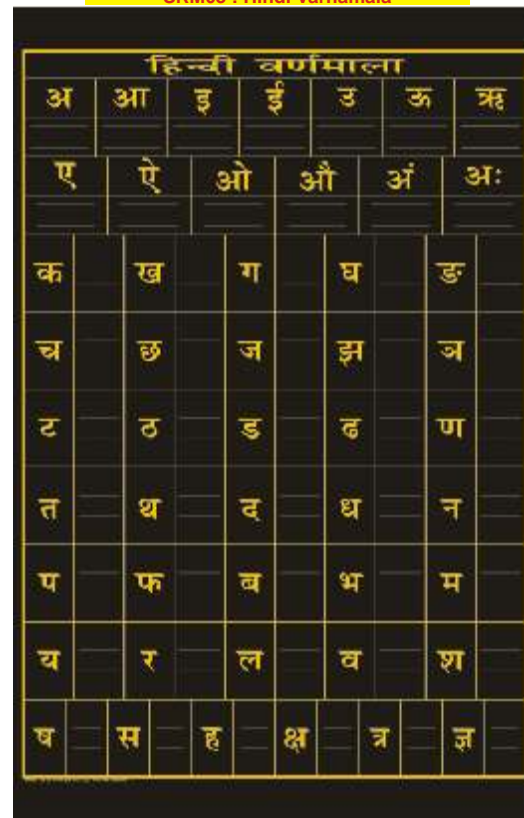 हिन्दी वर्णमाला
अ आ इ ई उ ऊ ऋ
ए ऐ ओ औ अं अः
क ख ग घ ङ
च छ ज झ ञ
ट ठ ड ढ ण
त थ द ध न
प फ ब भ म
य र ल व श
ष स ह क्ष त्र ज्ञ